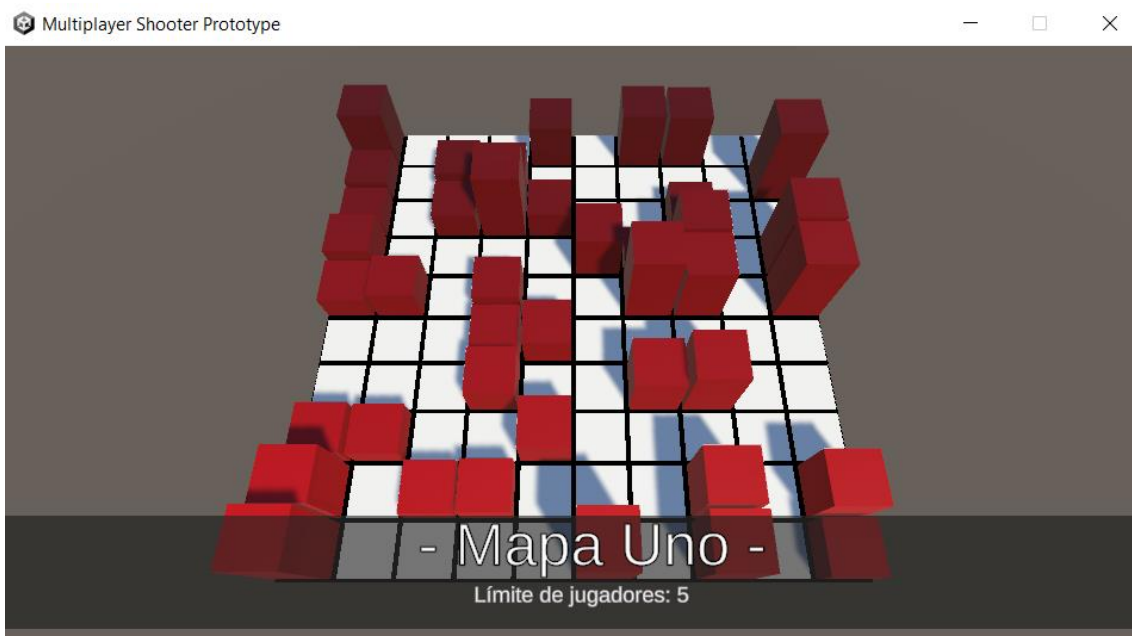 Multiplayer Shooter Prototype
- Mapa Uno -
Límite de jugadores: 5